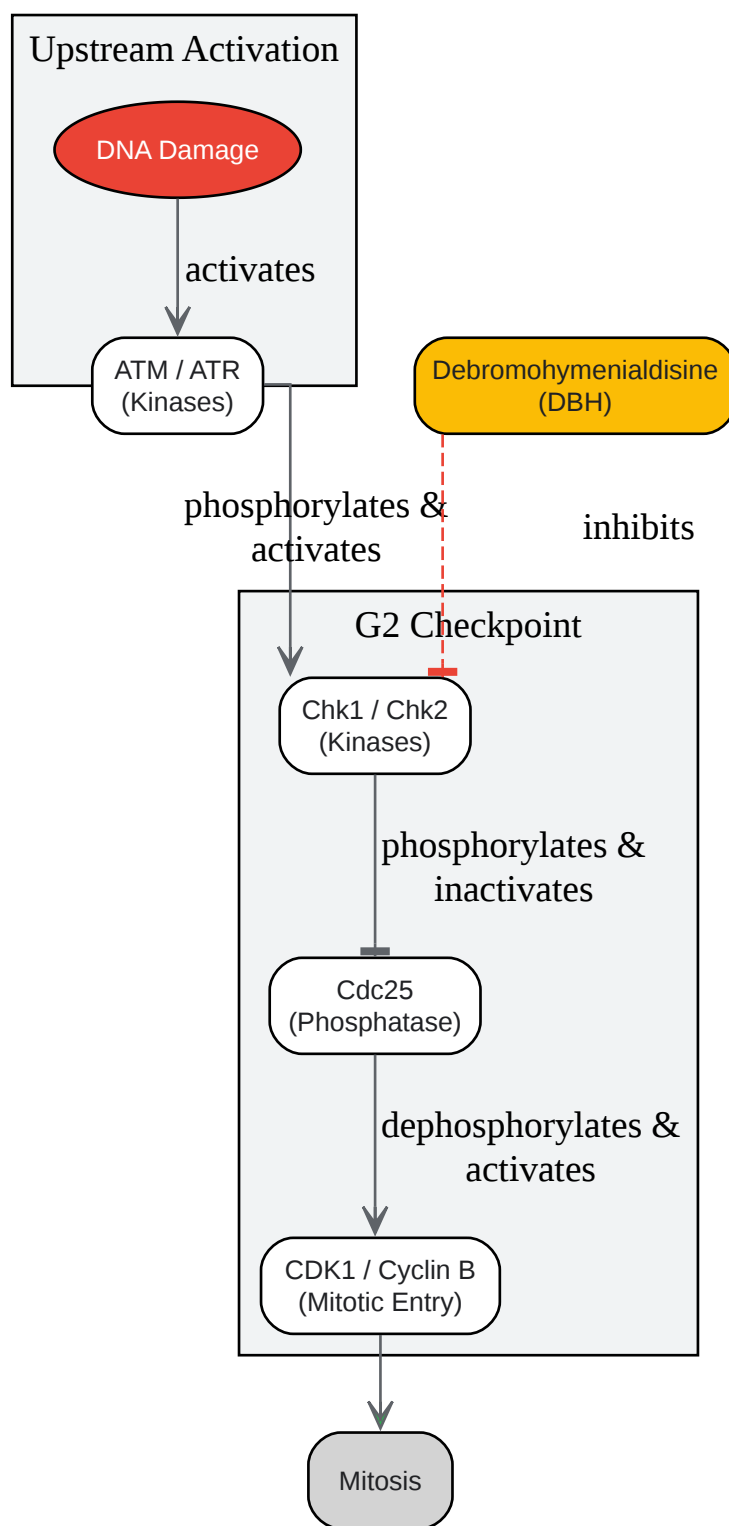 Upstream Activation
DNA Damage
activates
ATM / ATR
(Kinases)
Debromohymenialdisine
(DBH)
phosphorylates &
activates
inhibits
G2 Checkpoint
Chk1 / Chk2
(Kinases)
phosphorylates &
inactivates
Cdc25
(Phosphatase)
dephosphorylates &
activates
CDK1 / Cyclin B
(Mitotic Entry)
Mitosis